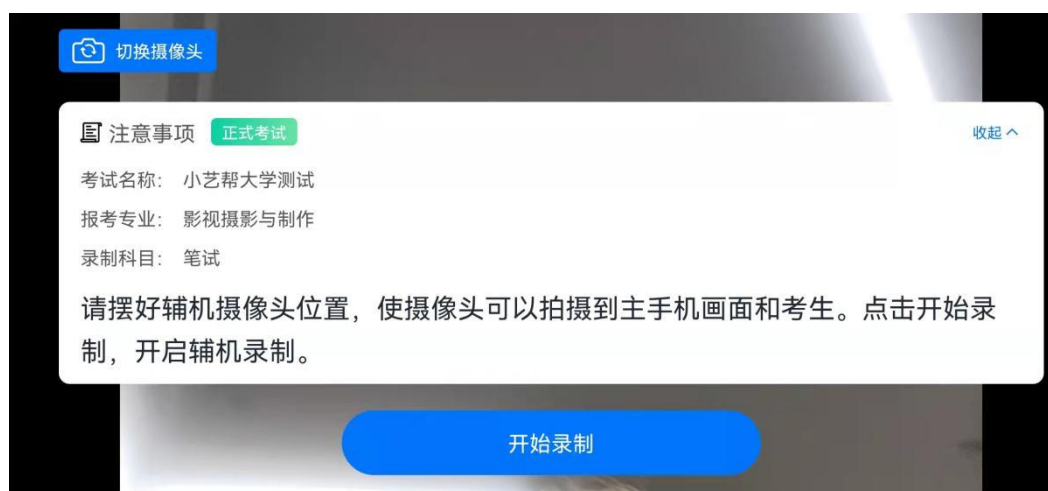 切换摄像头
注意事项 正式考试 收起
考试名称: 小艺帮大学测试
报考专业: 影视摄影与制作
录制科目: 笔试
请摆好辅机摄像头位置，使摄像头可以拍摄到主手机画面和考生。点击开始录
制，开启辅机录制。
开始录制